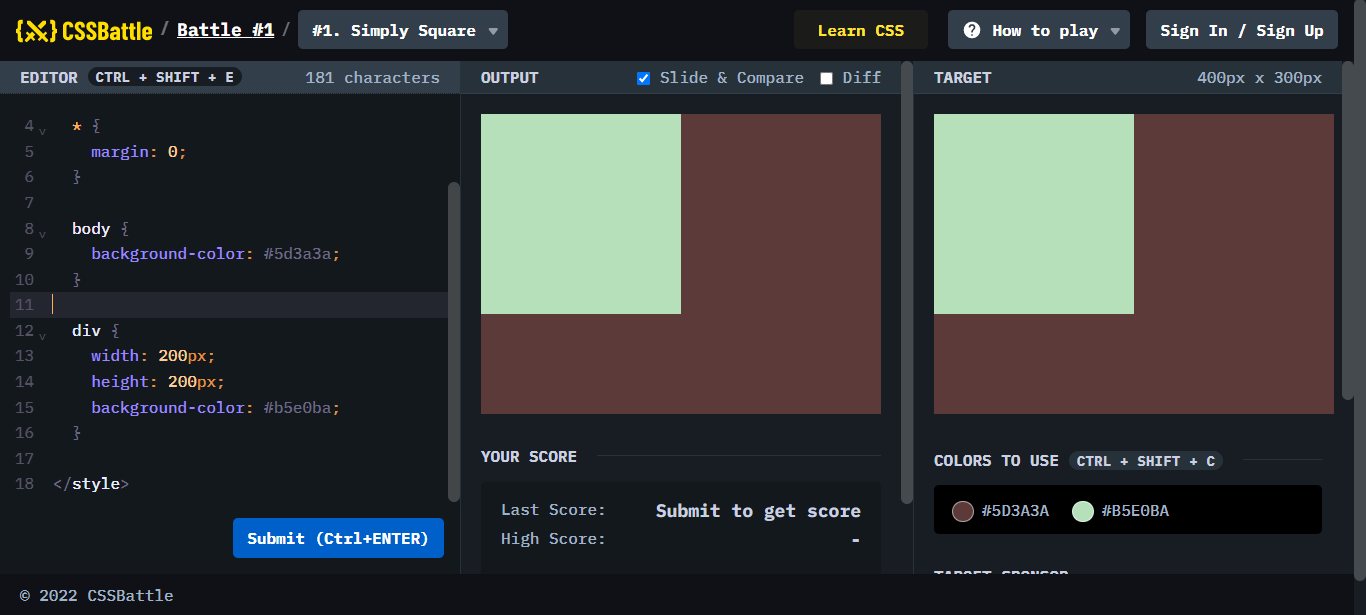 {X} CSSBattle / Battle #1 / #1. Simply Square Learn CSS ? How to play Sign In / Sign Up
EDITOR CTRL + SHIFT + E 181 characters
4 * {
5 margin: 0;
6 }
7
8 body {
9 background-color: #5d3a3a;
10 }
11
12 div {
13 width: 200px;
14 height: 200px;
15 background-color: #b5e0ba;
16 }
17
18 </style>
Submit (Ctrl+ENTER)
OUTPUT Slide & Compare Diff
YOUR SCORE
Last Score: Submit to get score
High Score: -
TARGET 400px x 300px
COLORS TO USE CTRL + SHIFT + C
#5D3A3A #B5E0BA
TARGET SPONSOR
© 2022 CSSBattle